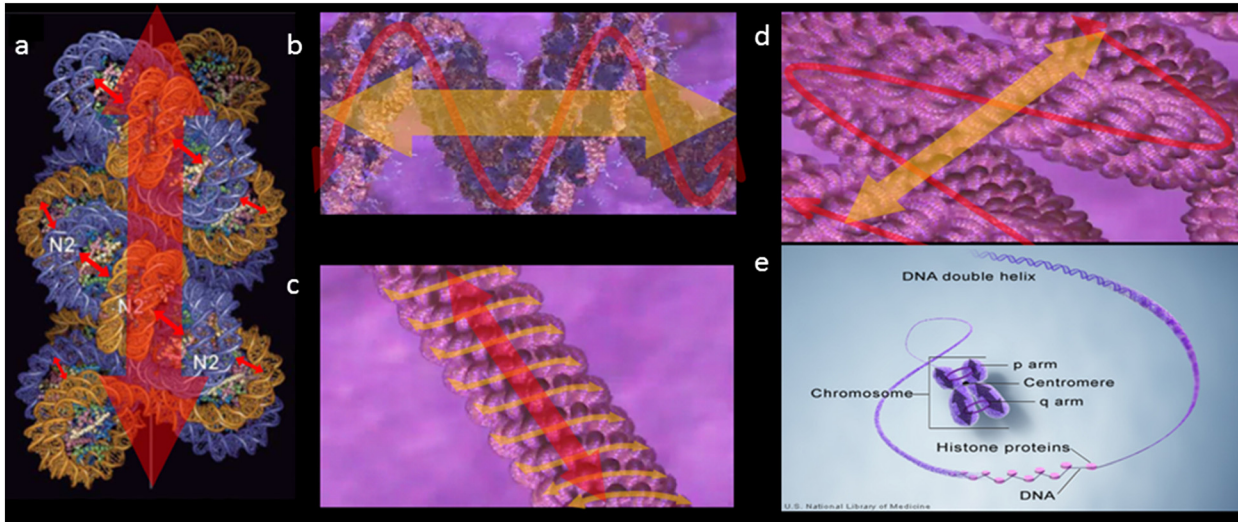 a
N2
N2
N2
b
c
d
e
DNA double helix
p arm
Centromere
Chromosome
q arm
Histone proteins
DNA
U.S. National Library of Medicine